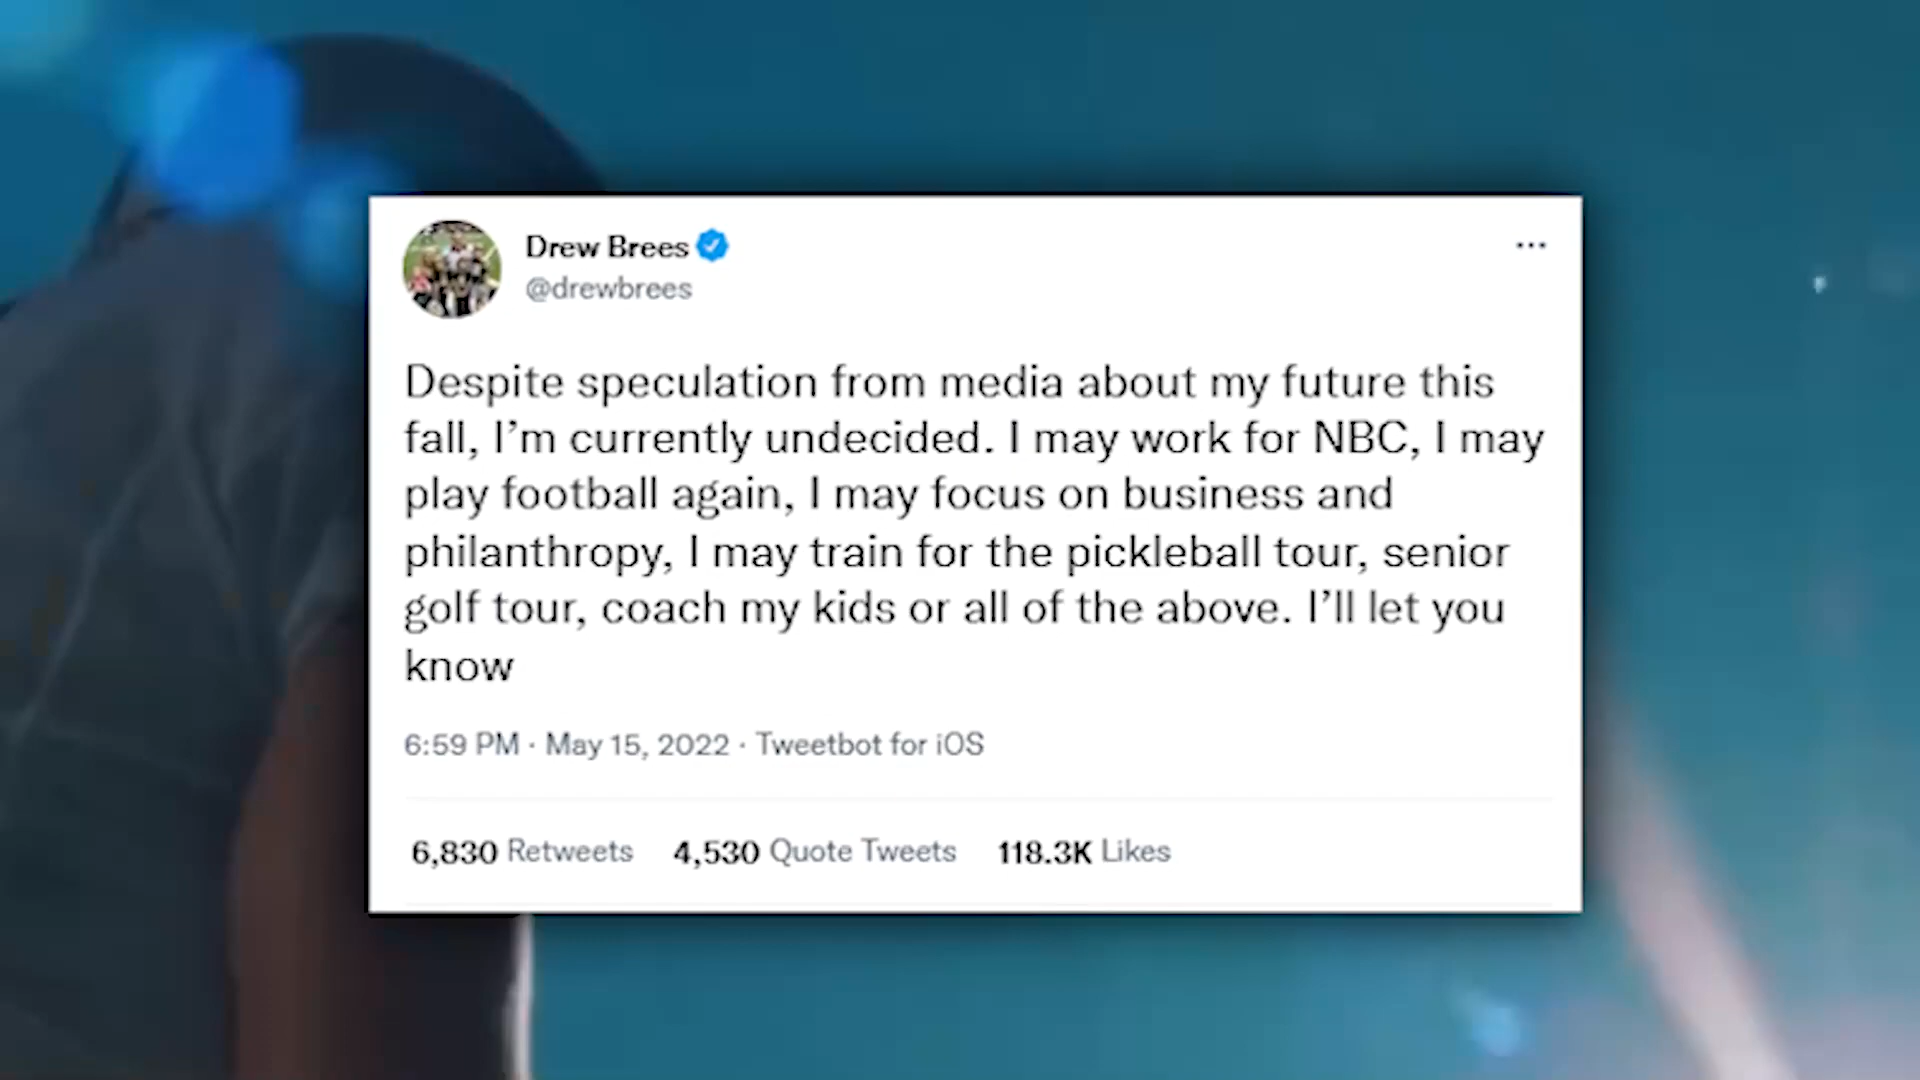 Drew Brees
@drewbrees
Despite speculation from media about my future this
fall, I’m currently undecided. I may work for NBC, I may
play football again, I may focus on business and
philanthropy, I may train for the pickleball tour, senior
golf tour, coach my kids or all of the above. I’ll let you
know
6:59 PM · May 15, 2022 · Tweetbot for iOS
6,830 Retweets 4,530 Quote Tweets 118.3K Likes